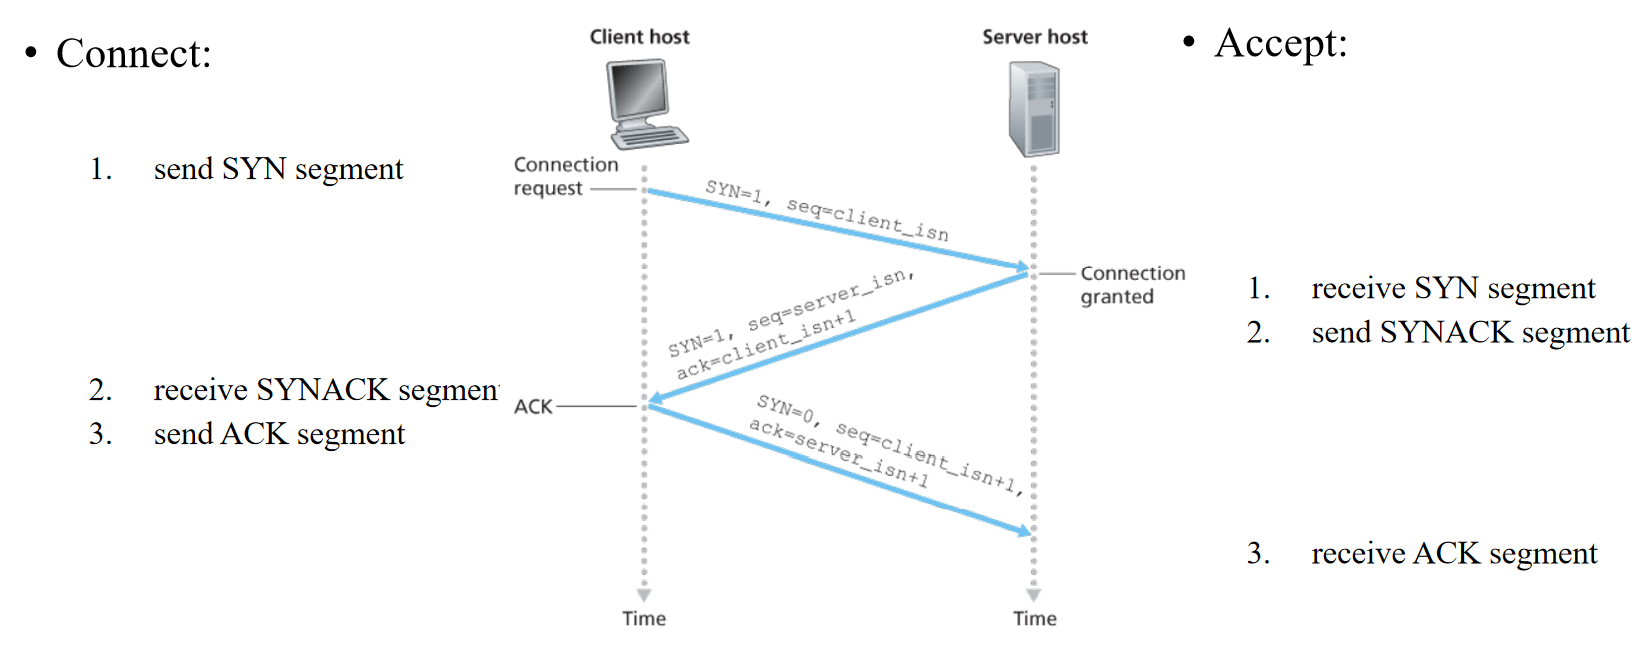 • Connect:
1. send SYN segment
2. receive SYNACK segmen
3. send ACK segment
Client host
Server host
Connection
request
SYN=1, seq=client_isn
Connection
granted
SYN=1, seq=server_isn,
ack=client_isn+1
ACK
SYN=0, seq=client_isn+1,
ack=server_isn+1
Time
Time
• Accept:
1. receive SYN segment
2. send SYNACK segment
3. receive ACK segment